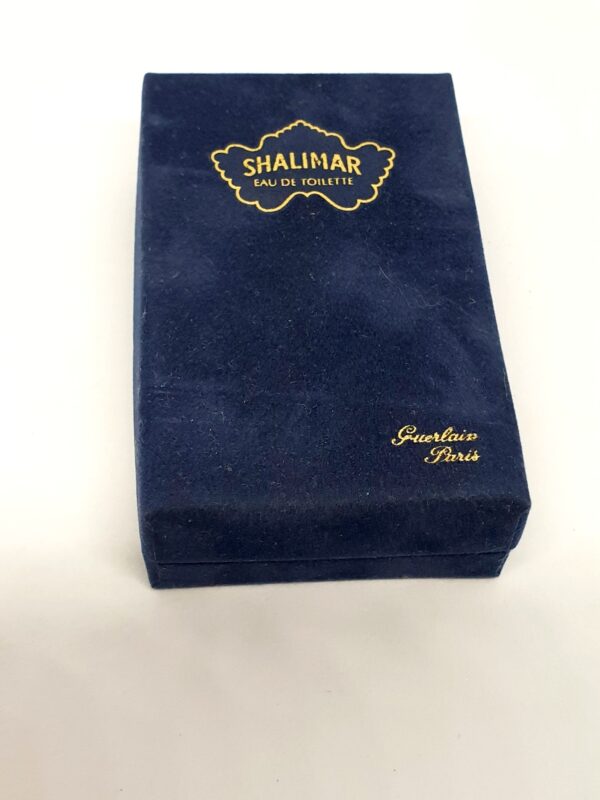 SHALIMAR
EAU DE TOILETTE
Guerlain
Paris